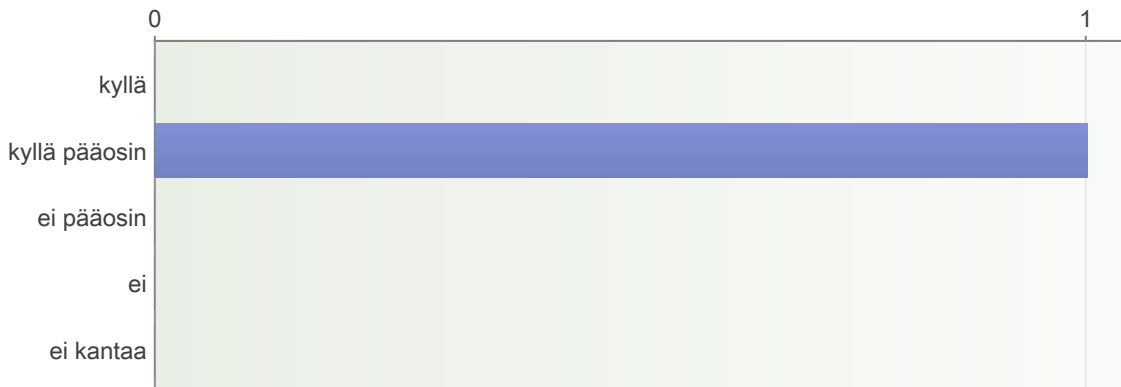 0 1
kyllä
kyllä pääosin
ei pääosin
ei
ei kantaa